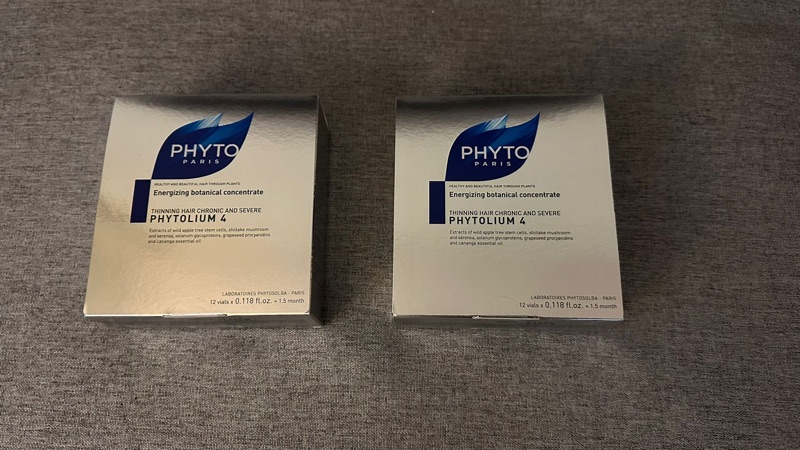 PHYTO
PARIS
HEALTHY AND BEAUTIFUL HAIR THROUGH PLANTS
Energizing botanical concentrate
THINNING HAIR CHRONIC AND SEVERE
PHYTOLIUM 4
Extracts of wild apple tree stem cells, shiitake mushroom
and serenoa, solanum glycoproteins, grapeseed procyanidins
and cananga essential oil
LABORATOIRES PHYTOSOLBA - PARIS
12 vials x 0.118 fl.oz. = 1.5 month
PHYTO
PARIS
HEALTHY AND BEAUTIFUL HAIR THROUGH PLANTS
Energizing botanical concentrate
THINNING HAIR CHRONIC AND SEVERE
PHYTOLIUM 4
Extracts of wild apple tree stem cells, shiitake mushroom
and serenoa, solanum glycoproteins, grapeseed procyanidins
and cananga essential oil
LABORATOIRES PHYTOSOLBA - PARIS
12 vials x 0.118 fl.oz. = 1.5 month